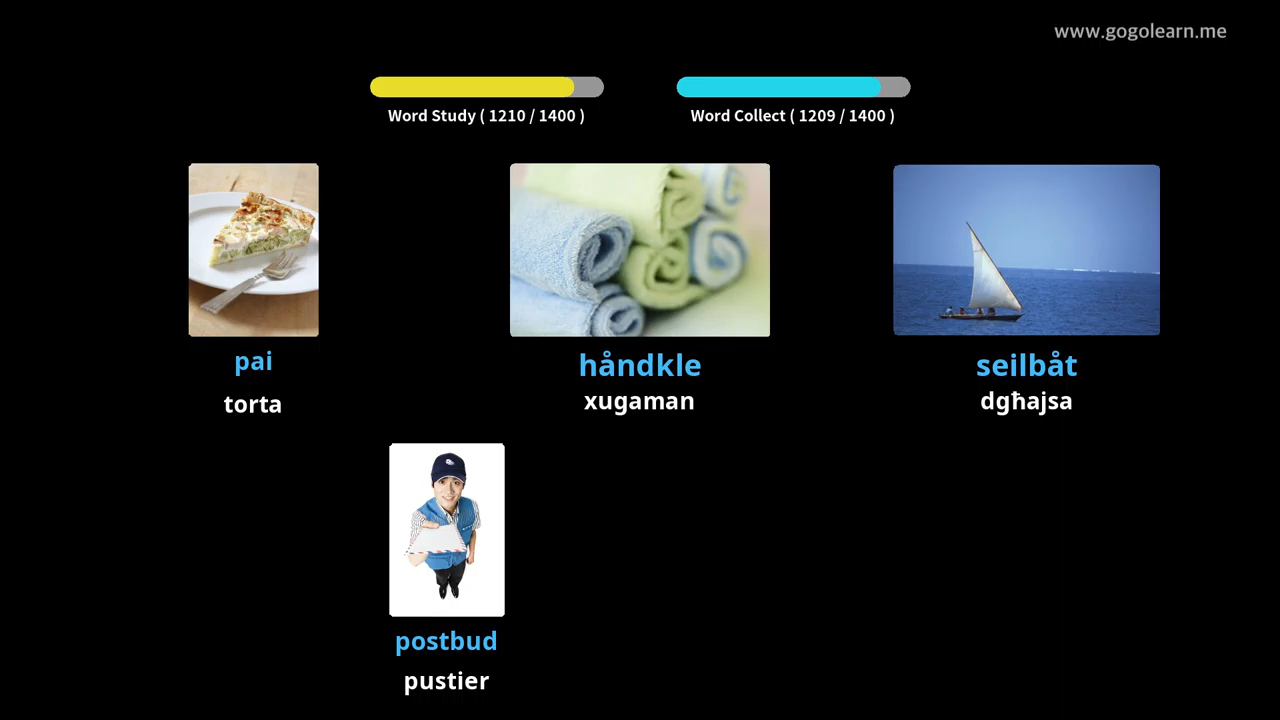 www.gogolearn.me
Word Study ( 1210 / 1400 )
Word Collect ( 1209 / 1400 )
pai
torta
håndkle
xugaman
seilbåt
dgħajsa
postbud
pustier